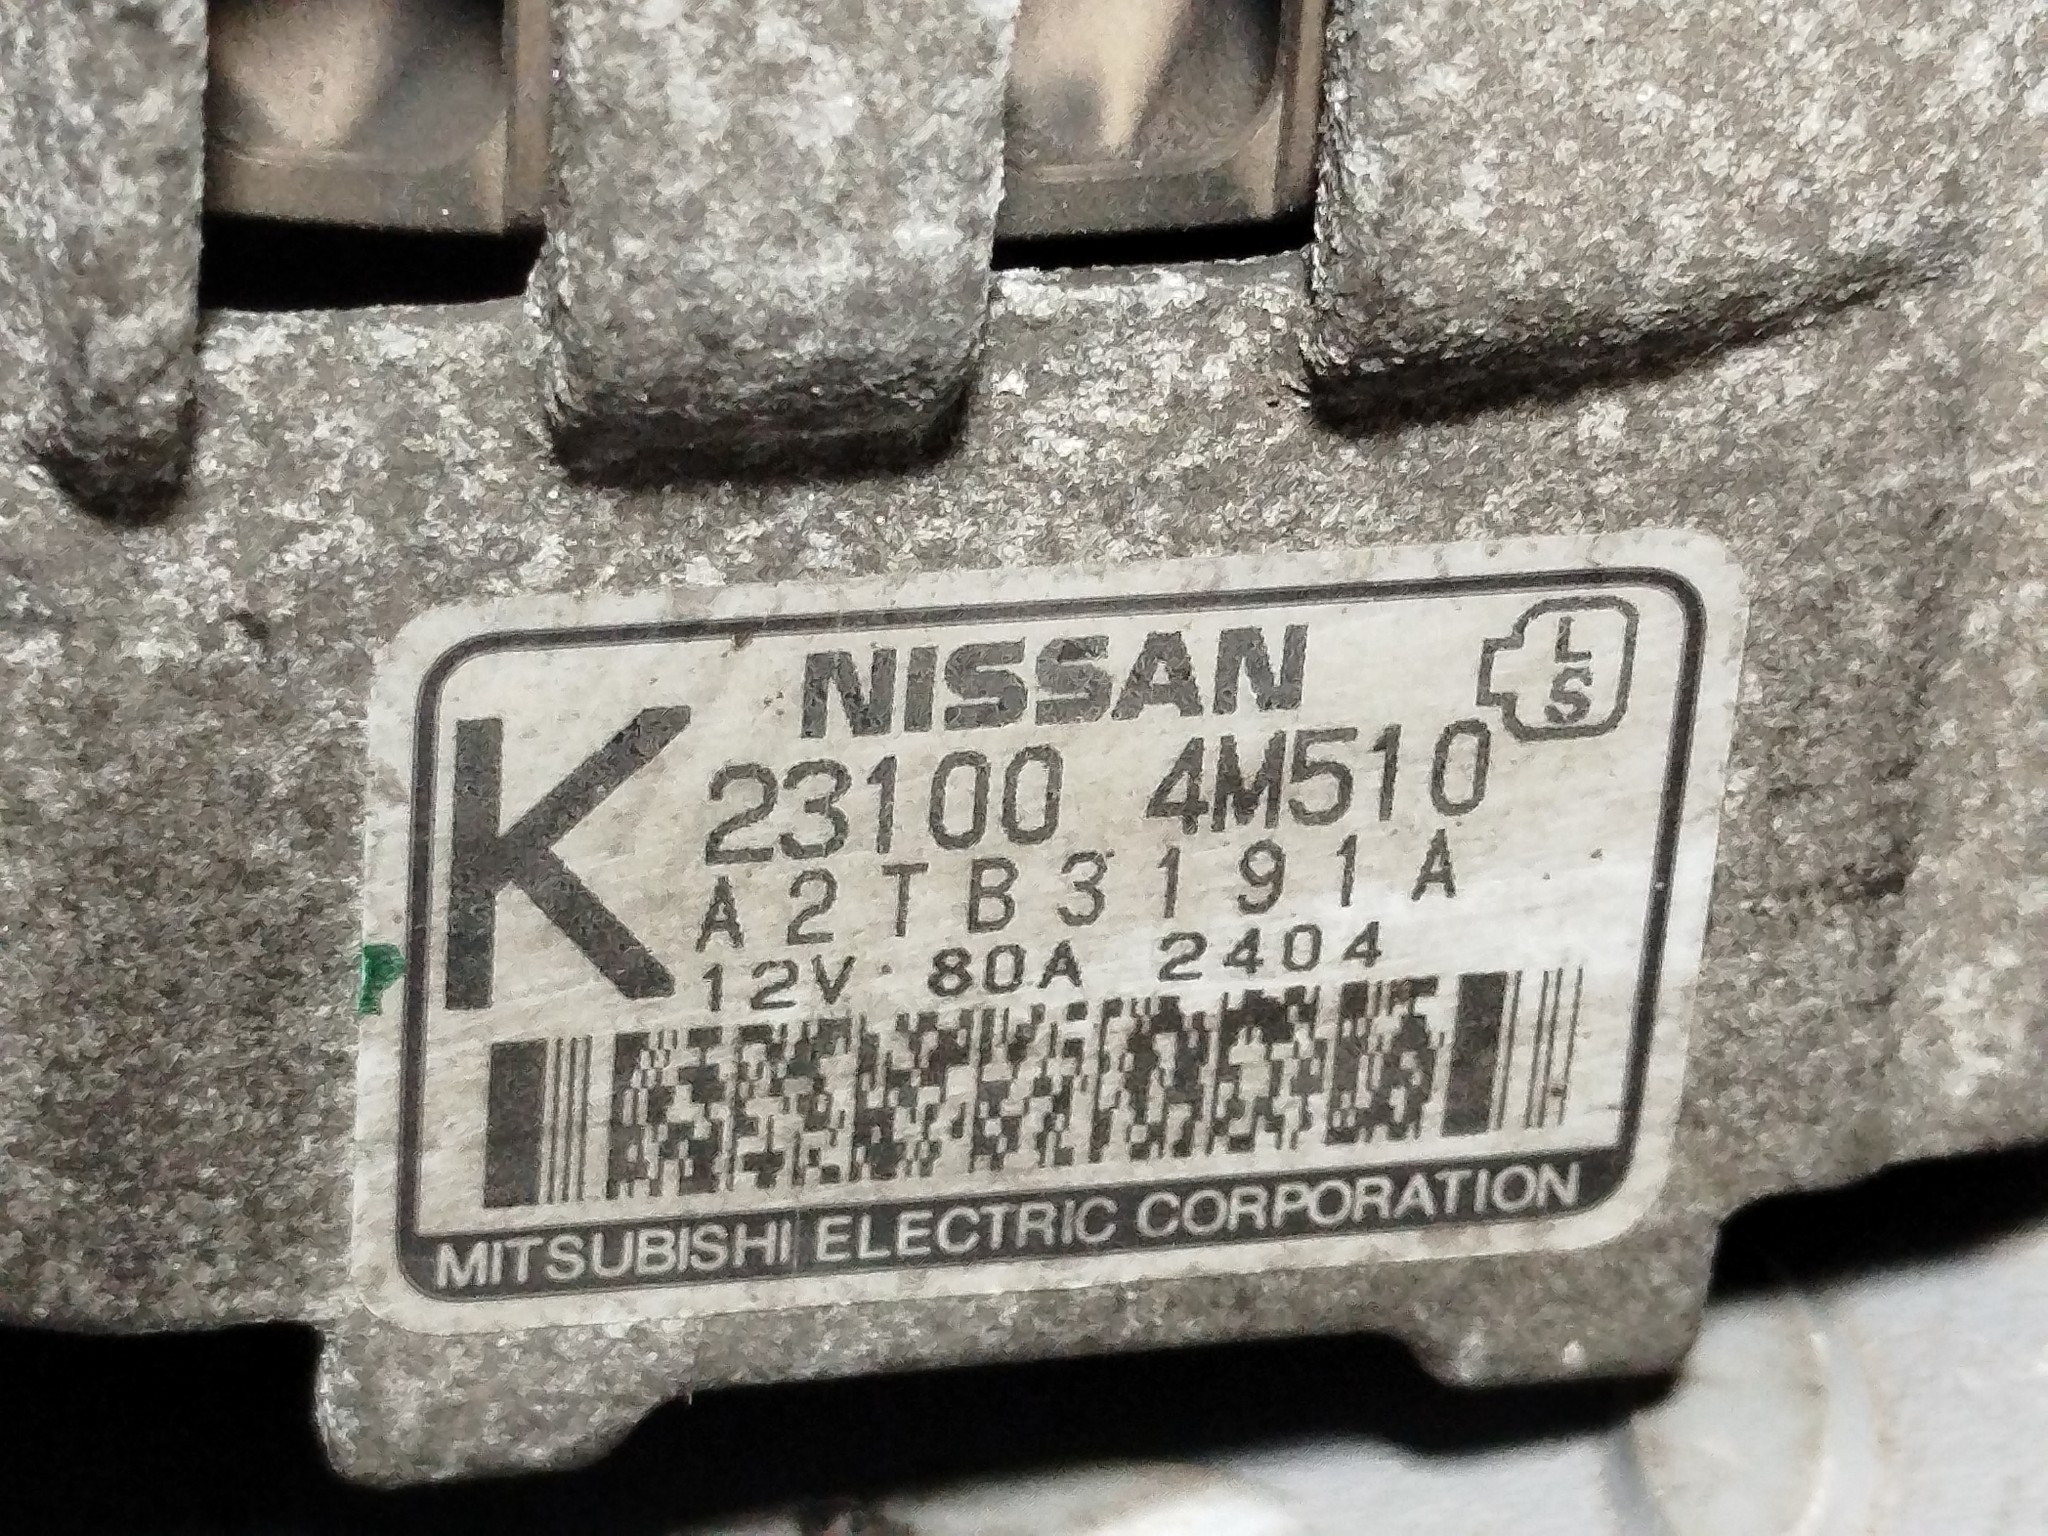 NISSAN
L
S
K
23100 4M510
A2TB3191A
12V 80A 2404
MITSUBISHI ELECTRIC CORPORATION